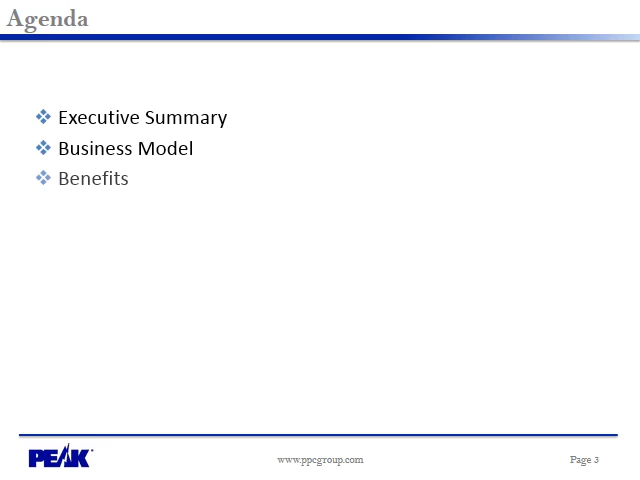 Agenda
Executive Summary
Business Model
Benefits
PEAK
www.ppcgroup.com
Page 3